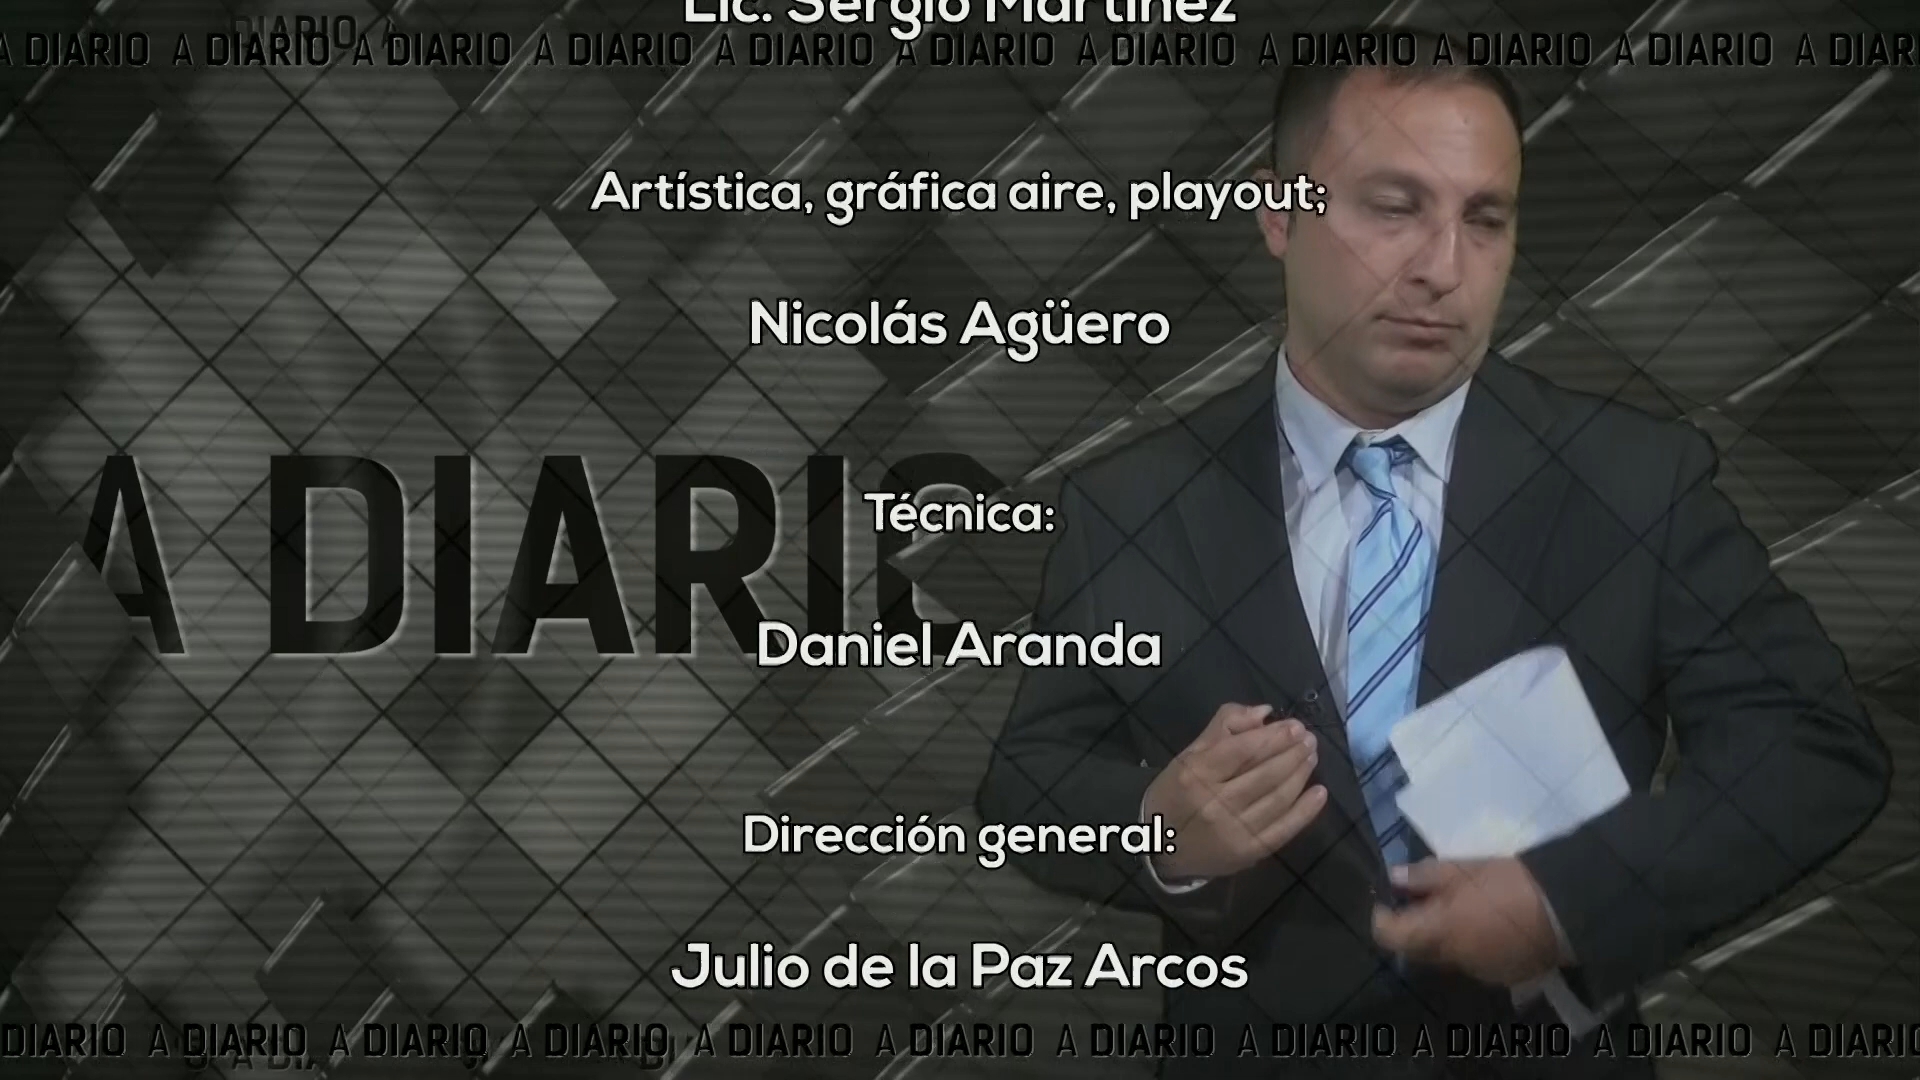 Lic. Sergio Martínez
A DIARIO A DIARIO A DIARIO A DIARIO A DIARIO A DIARIO A DIARIO A DIARIO A DIARIO A DIARIO A DIAR
Artística, gráfica aire, playout;
Nicolás Agüero
A DIARIO
Técnica:
Daniel Aranda
Dirección general:
Julio de la Paz Arcos
DIARIO A DIARIO A DIARIO A DIARIO A DIARIO A DIARIO A DIARIO A DIARIO A DIARIO A DIARIO A DIARIO